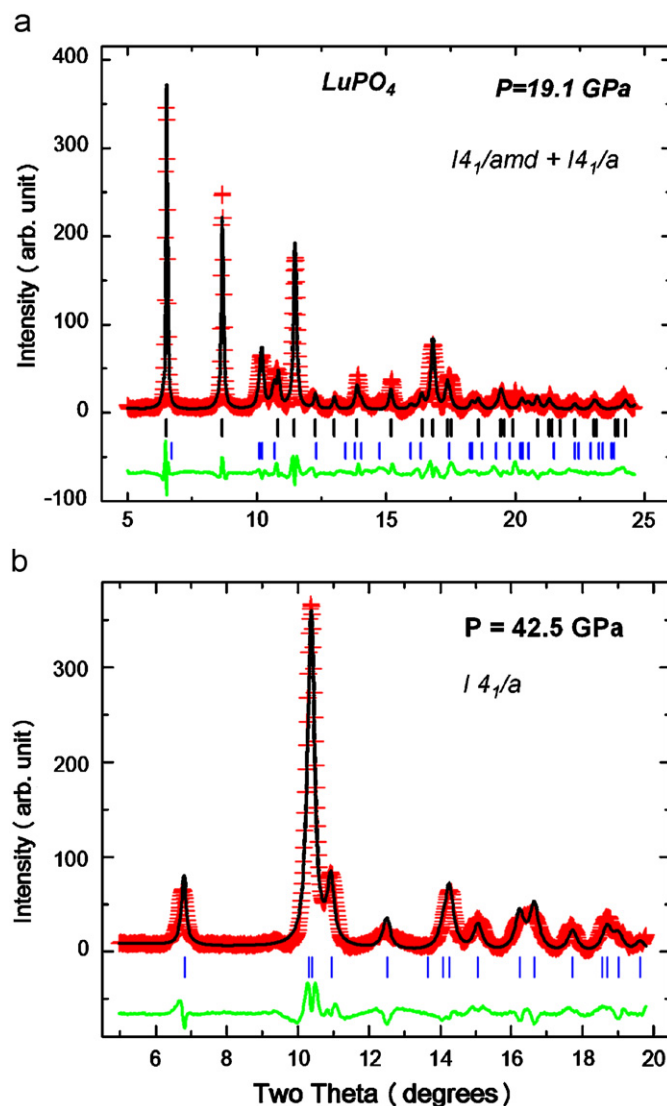 a
400
LuPO4
P=19.1 GPa
300
I41/amd + I41/a
200
100
0
-100
Intensity ( arb. unit )
5 10 15 20 25
b
P = 42.5 GPa
300
I 41/a
200
100
0
Intensity (arb. unit )
6 8 10 12 14 16 18 20
Two Theta ( degrees )